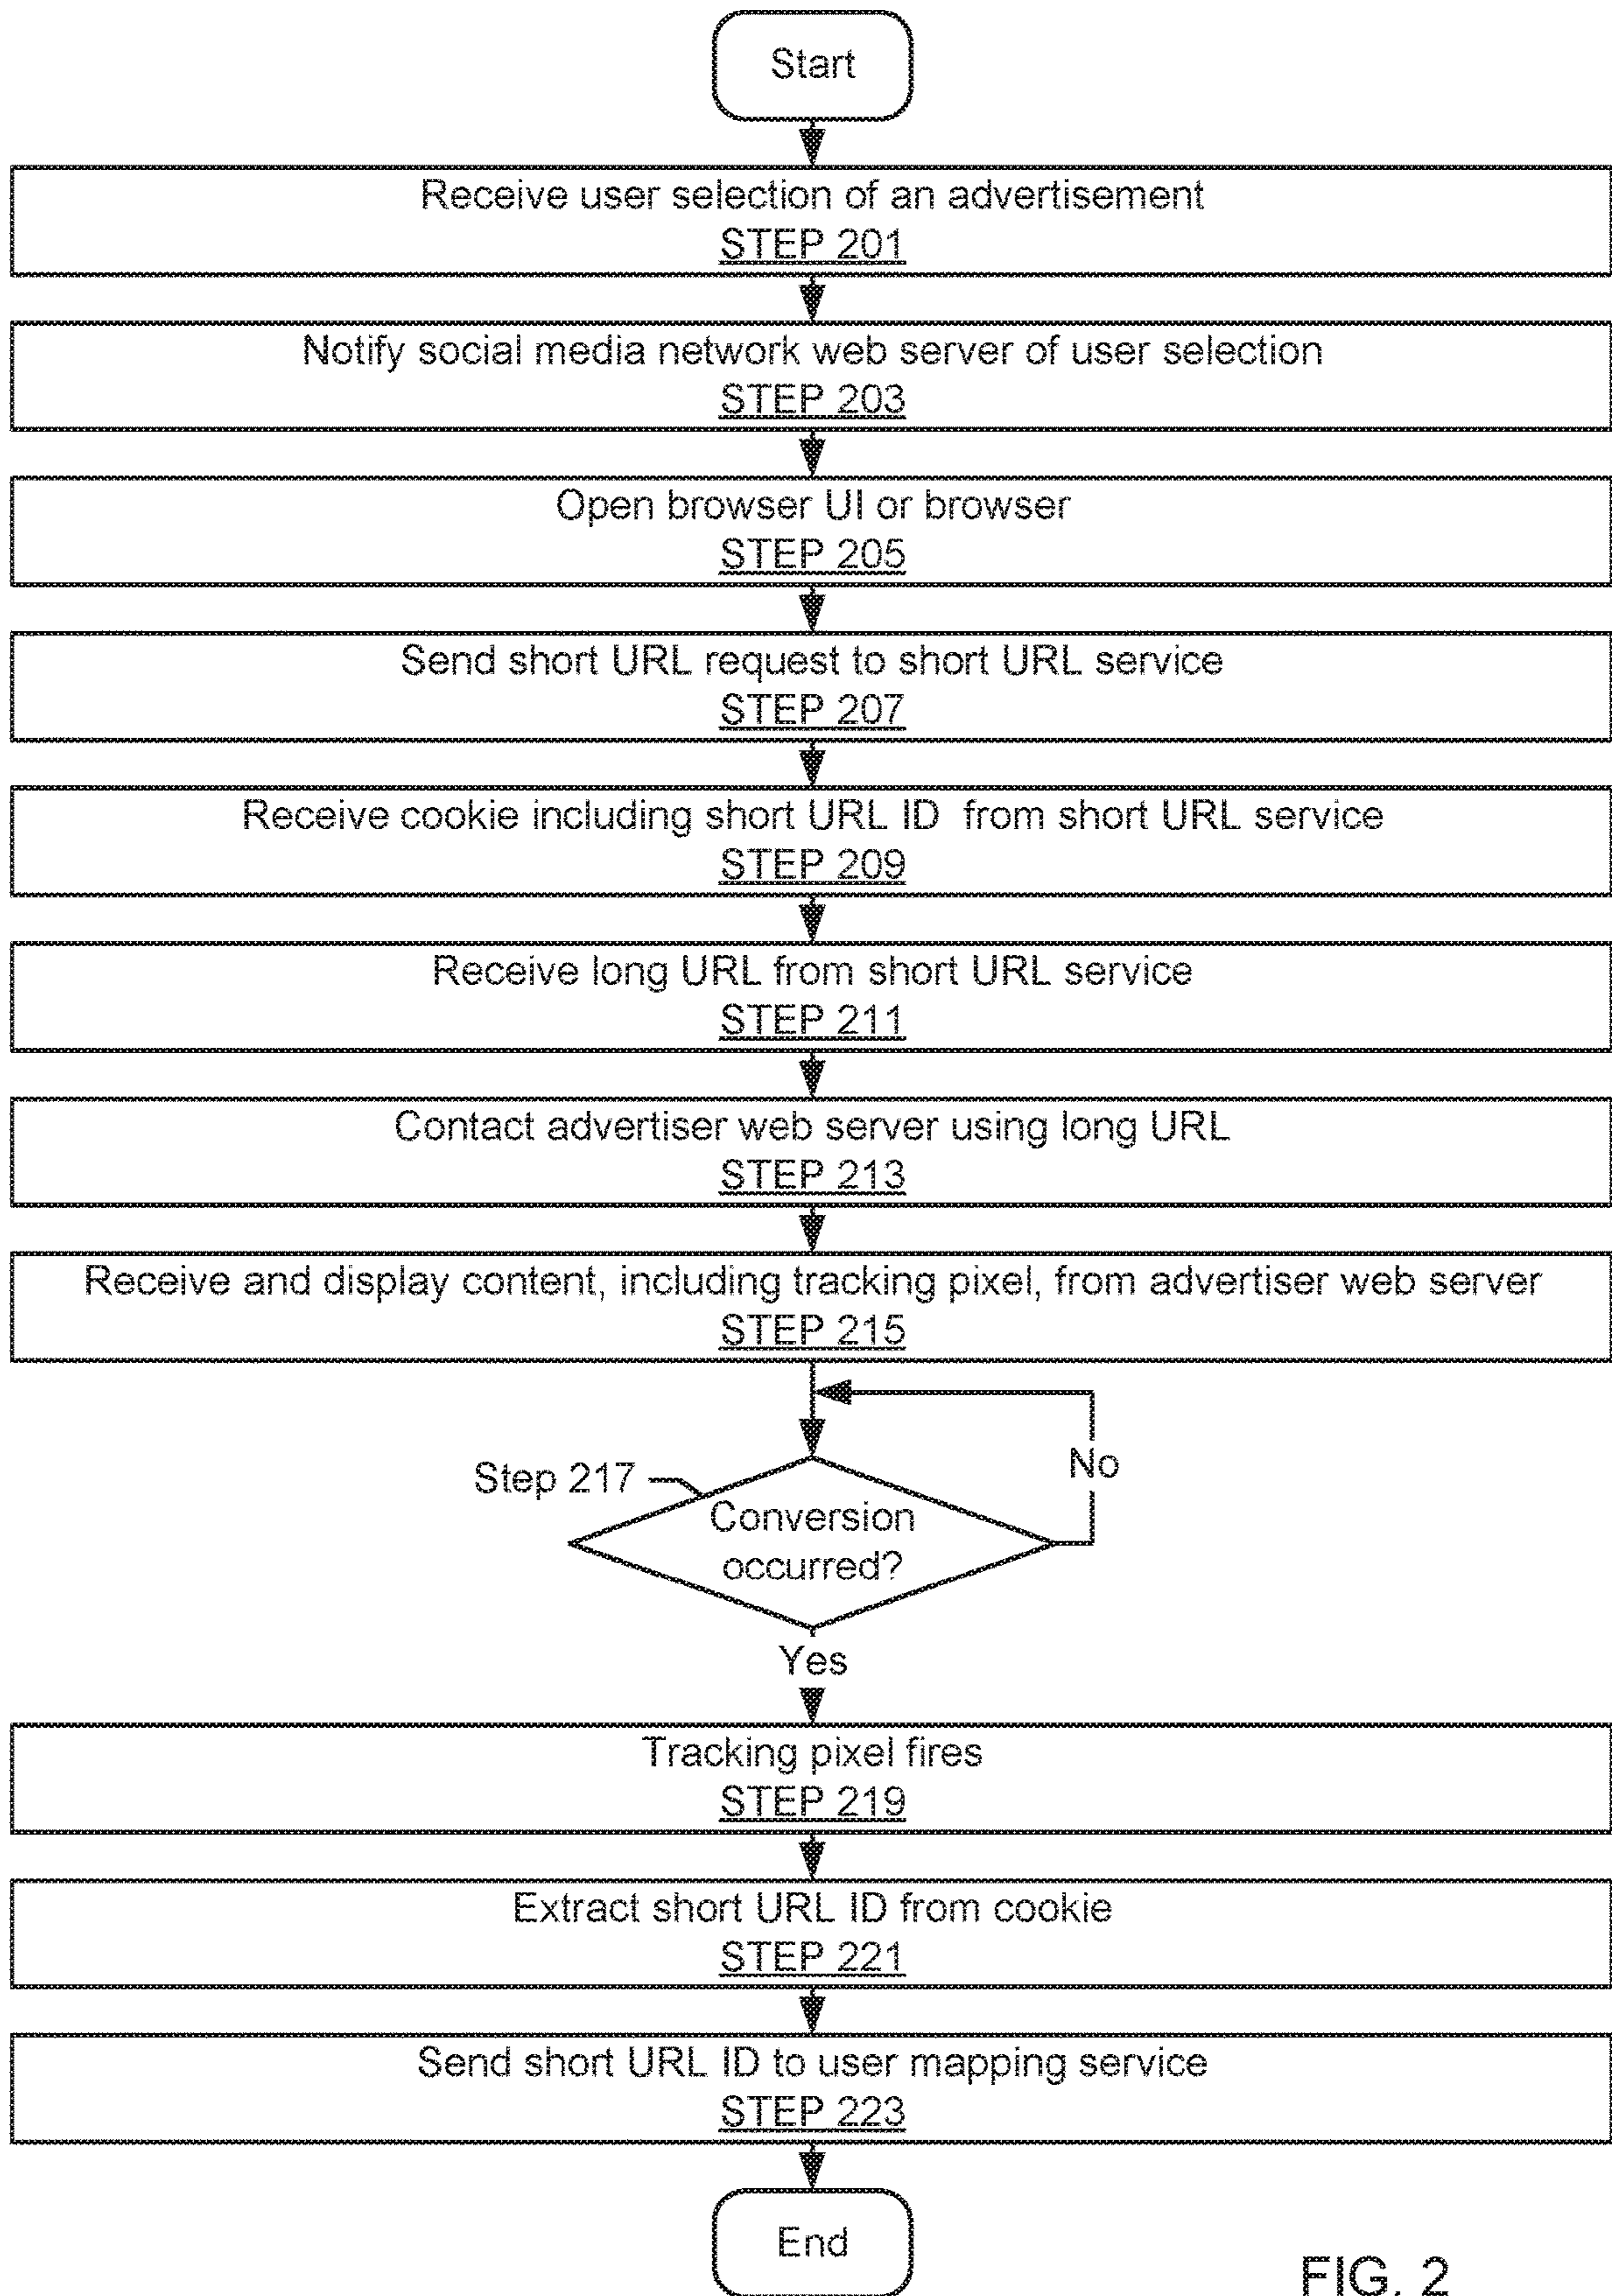 Start
Receive user selection of an advertisement
STEP 201
Notify social media network web server of user selection
STEP 203
Open browser UI or browser
STEP 205
Send short URL request to short URL service
STEP 207
Receive cookie including short URL ID from short URL service
STEP 209
Receive long URL from short URL service
STEP 211
Contact advertiser web server using long URL
STEP 213
Receive and display content, including tracking pixel, from advertiser web server
STEP 215
No
Step 217
Conversion
occurred?
Yes
Tracking pixel fires
STEP 219
Extract short URL ID from cookie
STEP 221
Send short URL ID to user mapping service
STEP 223
End
FIG. 2